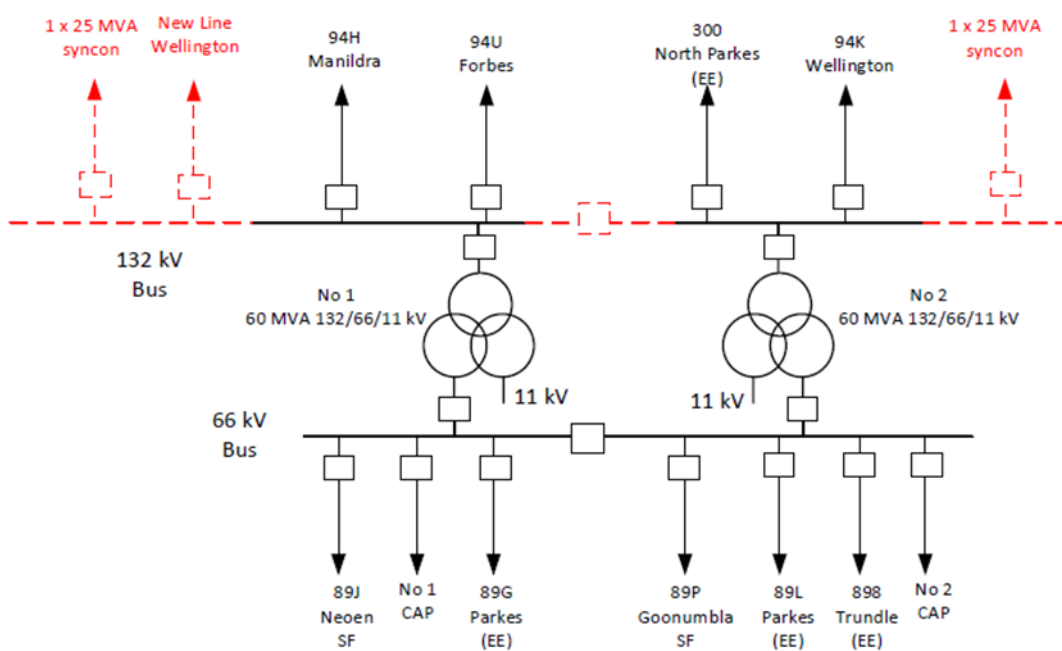 1 x 25 MVA
syncon
New Line
Wellington
94H
Manildra
94U
Forbes
300
North Parkes
(EE)
94K
Wellington
1 x 25 MVA
syncon
132 kV
Bus
No 1
60 MVA 132/66/11 kV
No 2
60 MVA 132/66/11 kV
11 kV
11 kV
66 kV
Bus
89J
Neoen
SF
No 1
CAP
89G
Parkes
(EE)
89P
Goonumbla
SF
89L
Parkes
(EE)
898
Trundle
(EE)
No 2
CAP